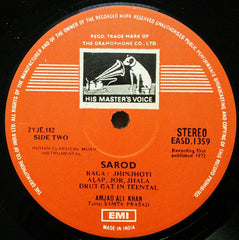 REGD. TRADE MARK OF
THE GRAMOPHONE CO. LTD.
HIS MASTER'S VOICE
2YJE.182
SIDE TWO
STEREO
EASD.1359
INDIAN CLASSICAL MUSIC
INSTRUMENTAL
Recording first
published 1972
SAROD
RAGA : JHINJHOTI
ALAP, JOR, JHALA
DRUT GAT IN TEENTAL
AMJAD ALI KHAN
Tabla: SAMTA PRASAD
EMI
MADE IN INDIA